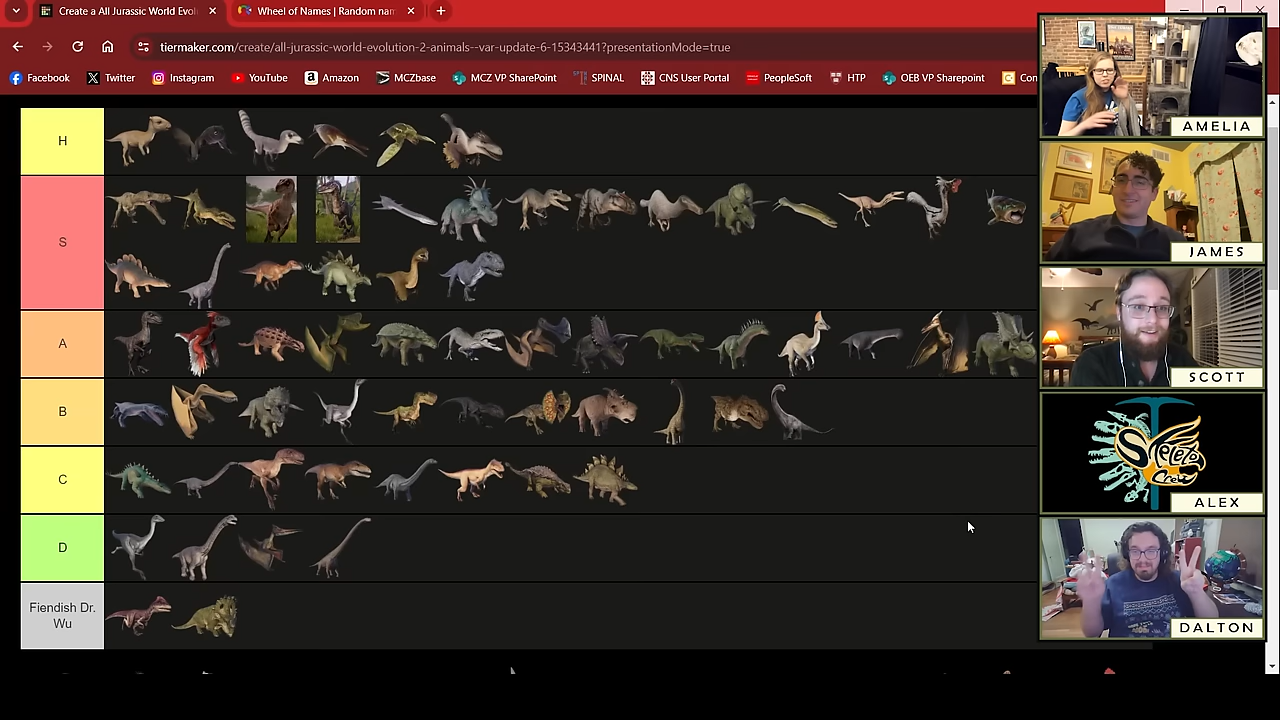 Create a All Jurassic World Evol
Wheel of Names | Random nam
tiermaker.com/create/all-jurassic-world-evolution-2-animals--var-update-6-15343441?presentationMode=true
Facebook
Twitter
Instagram
YouTube
Amazon
MCZ VP SharePoint
SPINAL
CNS User Portal
PeopleSoft
HTP
OEB VP Sharepoint
H
S
A
B
C
D
Fiendish Dr.
Wu
AMELIA
JAMES
SCOTT
Skeleto
Crew
ALEX
DALTON